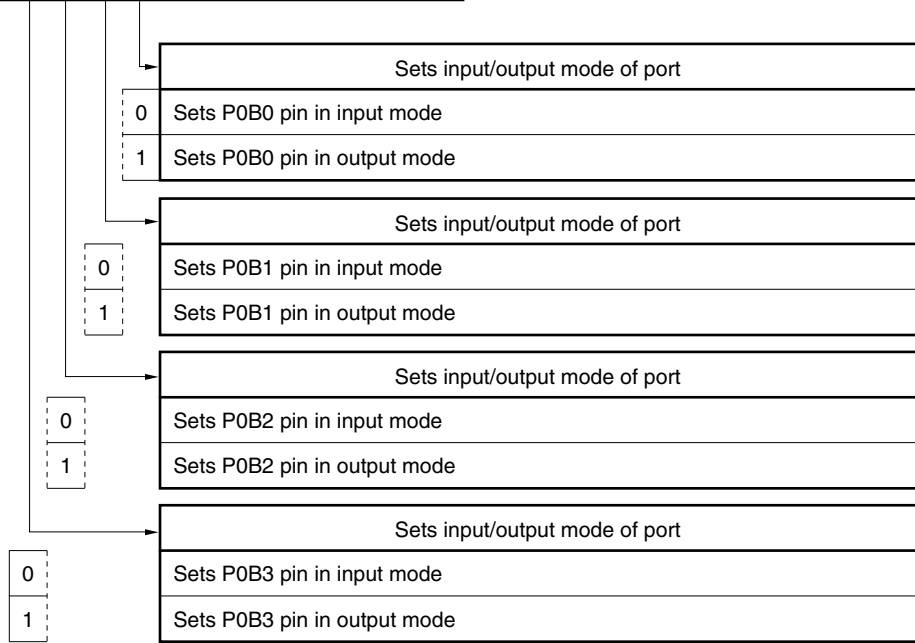 Sets input/output mode of port
0 Sets P0B0 pin in input mode
1 Sets P0B0 pin in output mode
Sets input/output mode of port
0 Sets P0B1 pin in input mode
1 Sets P0B1 pin in output mode
Sets input/output mode of port
0 Sets P0B2 pin in input mode
1 Sets P0B2 pin in output mode
Sets input/output mode of port
0 Sets P0B3 pin in input mode
1 Sets P0B3 pin in output mode